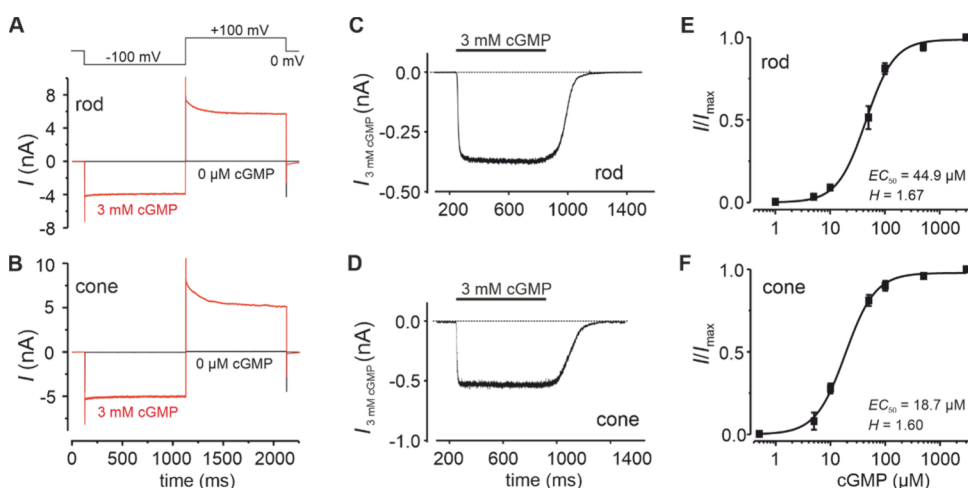 A
+100 mV
-100 mV
0 mV
rod
I (nA)
8
4
0
-4
-8
0 µM cGMP
3 mM cGMP
B
cone
I (nA)
10
5
0
-5
0 µM cGMP
3 mM cGMP
0
500
1000
1500
2000
time (ms)
C
3 mM cGMP
I 3 mM cGMP (nA)
0.0
-0.25
-0.50
rod
200
600
1000
1400
D
3 mM cGMP
I 3 mM cGMP (nA)
0.0
-0.5
-1.0
cone
200
600
1000
1400
time (ms)
E
rod
I/Imax
1.0
0.5
0.0
EC50 = 44.9 µM
H = 1.67
1
10
100
1000
F
cone
I/Imax
1.0
0.5
0.0
EC50 = 18.7 µM
H = 1.60
1
10
100
1000
cGMP (µM)